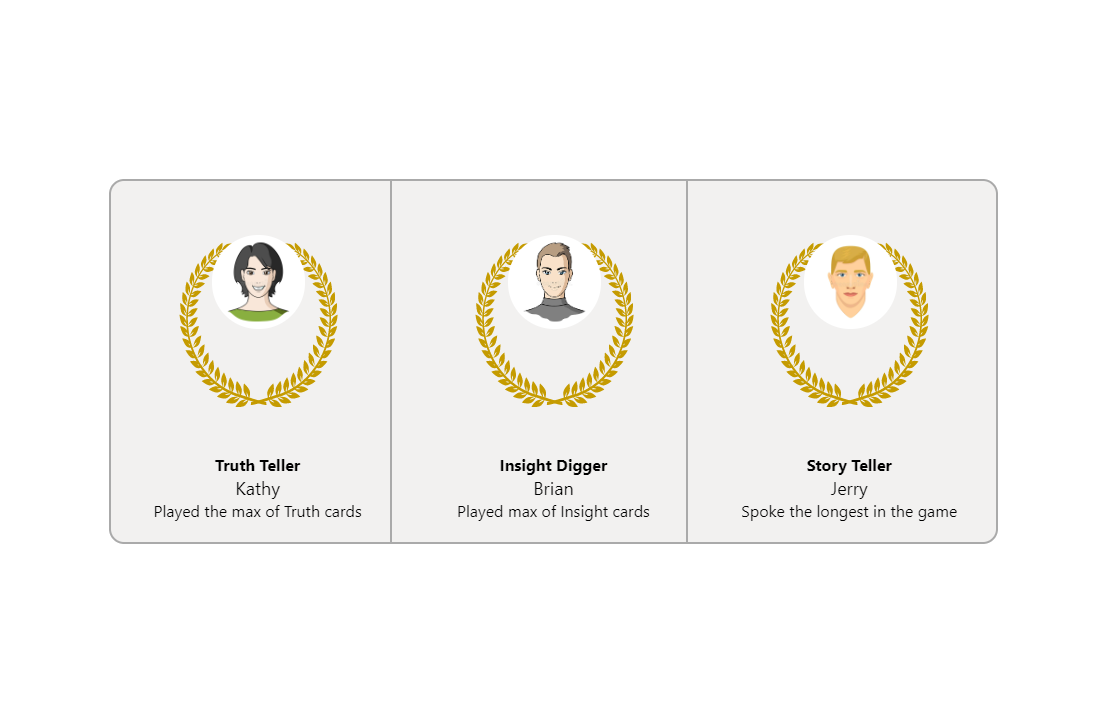 Truth Teller
Kathy
Played the max of Truth cards
Insight Digger
Brian
Played max of Insight cards
Story Teller
Jerry
Spoke the longest in the game